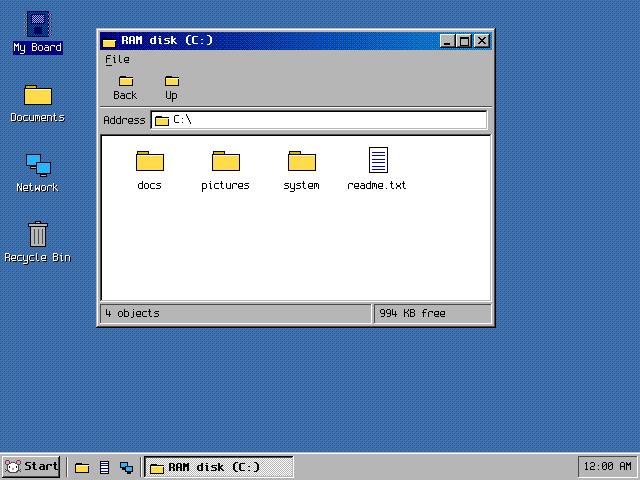 My Board
Documents
Network
Recycle Bin
RAM disk (C:)
File
Back
Up
Address
C:\
docs
pictures
system
readme.txt
4 objects
994 KB free
Start
RAM disk (C:)
12:00 AM